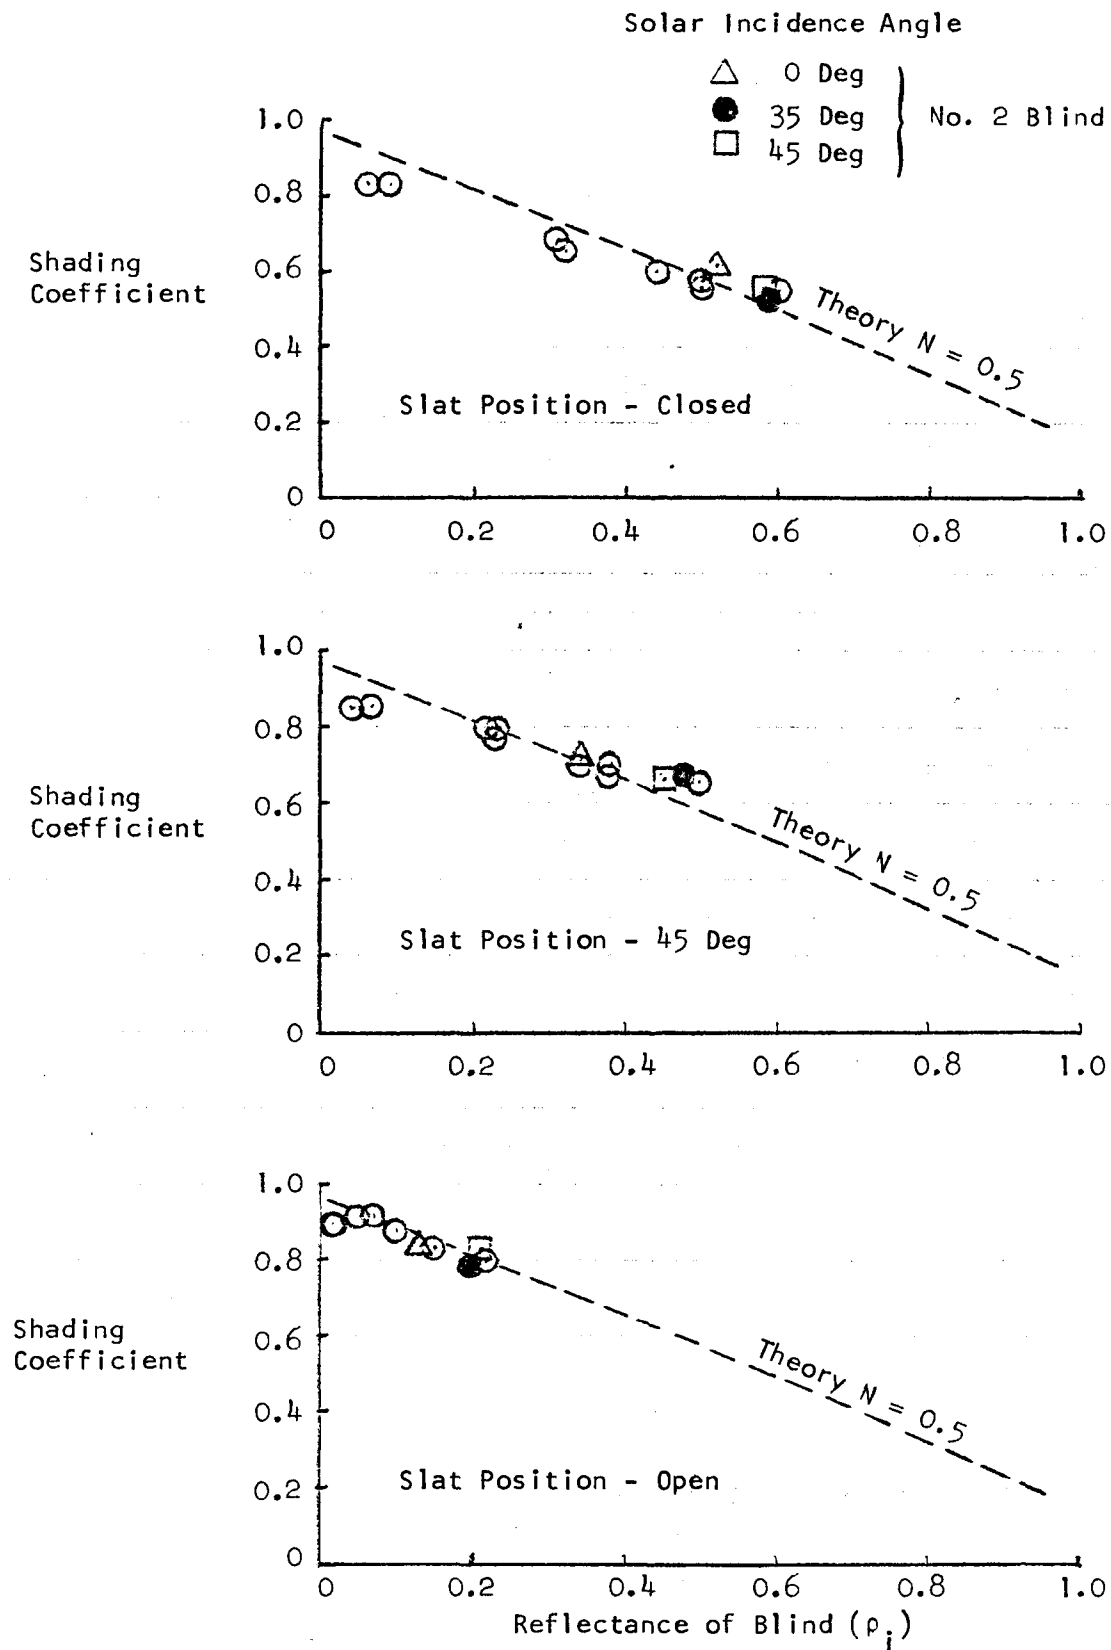 Solar Incidence Angle
0 Deg
35 Deg
45 Deg
No. 2 Blind
1.0
0.8
0.6
0.4
0.2
0
Shading
Coefficient
Theory N = 0.5
Slat Position - Closed
0 0.2 0.4 0.6 0.8 1.0
1.0
0.8
0.6
0.4
0.2
0
Shading
Coefficient
Theory N = 0.5
Slat Position - 45 Deg
0 0.2 0.4 0.6 0.8 1.0
1.0
0.8
0.6
0.4
0.2
0
Shading
Coefficient
Theory N = 0.5
Slat Position - Open
0 0.2 0.4 0.6 0.8 1.0
Reflectance of Blind (ρi)